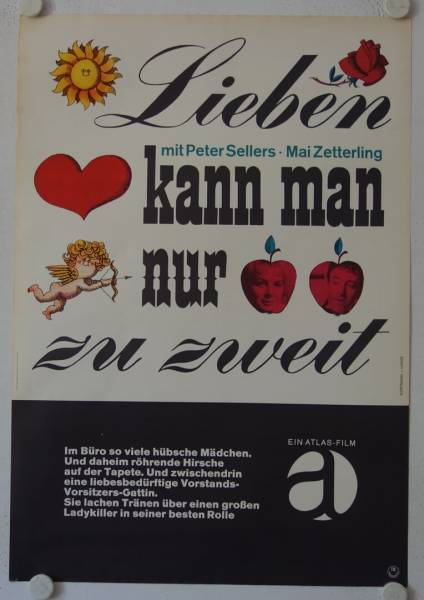 Lieben
mit Peter Sellers · Mai Zetterling
kann man
nur
zu zweit
Im Büro so viele hübsche Mädchen.
Und daheim röhrende Hirsche
auf der Tapete. Und zwischendrin
eine liebesbedürftige Vorstands-
Vorsitzers-Gattin.
Sie lachen Tränen über einen großen
Ladykiller in seiner besten Rolle
EIN ATLAS-FILM
a